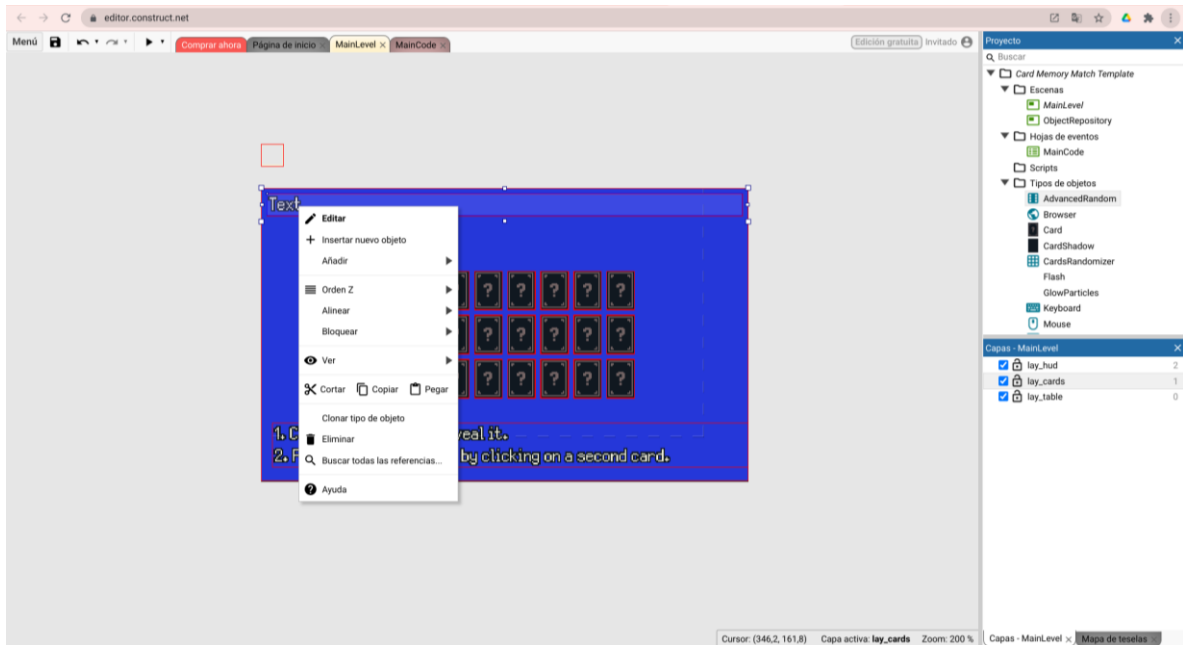 editor.construct.net
Menú
Comprar ahora
Página de inicio
MainLevel
MainCode
Edición gratuita
Invitado
Proyecto
Buscar
Card Memory Match Template
Escenas
MainLevel
ObjectRepository
Hojas de eventos
MainCode
Scripts
Tipos de objetos
AdvancedRandom
Browser
Card
CardShadow
CardsRandomizer
Flash
GlowParticles
Keyboard
Mouse
Text
Editar
Insertar nuevo objeto
Añadir
Orden Z
Alinear
Bloquear
Ver
Cortar Copiar Pegar
Clonar tipo de objeto
Eliminar
Buscar todas las referencias...
Ayuda
? ? ? ? ?
? ? ? ? ?
? ? ? ? ?
1. C veal it.
2. F by clicking on a second card.
Capas - MainLevel
lay_hud 2
lay_cards 1
lay_table 0
Cursor: (346,2, 161,8) Capa activa: lay_cards Zoom: 200 %
Capas - MainLevel
Mapa de teselas